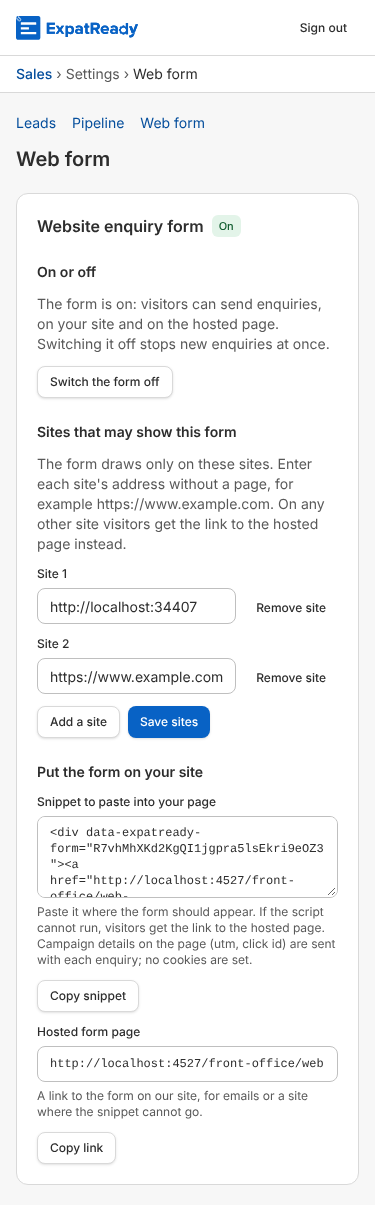 ExpatReady
Sign out
Sales › Settings › Web form
Leads Pipeline Web form
Web form
Website enquiry form On
On or off
The form is on: visitors can send enquiries,
on your site and on the hosted page.
Switching it off stops new enquiries at once.
Switch the form off
Sites that may show this form
The form draws only on these sites. Enter
each site's address without a page, for
example https://www.example.com. On any
other site visitors get the link to the hosted
page instead.
Site 1
http://localhost:34407 Remove site
Site 2
https://www.example.com Remove site
Add a site Save sites
Put the form on your site
Snippet to paste into your page
<div data-expatready-
form="R7vhMhXKd2KgQI1jgpra5lsEkri9eOZ3
"><a
href="http://localhost:4527/front-
office/web-
Paste it where the form should appear. If the script
cannot run, visitors get the link to the hosted page.
Campaign details on the page (utm, click id) are sent
with each enquiry; no cookies are set.
Copy snippet
Hosted form page
http://localhost:4527/front-office/web
A link to the form on our site, for emails or a site
where the snippet cannot go.
Copy link